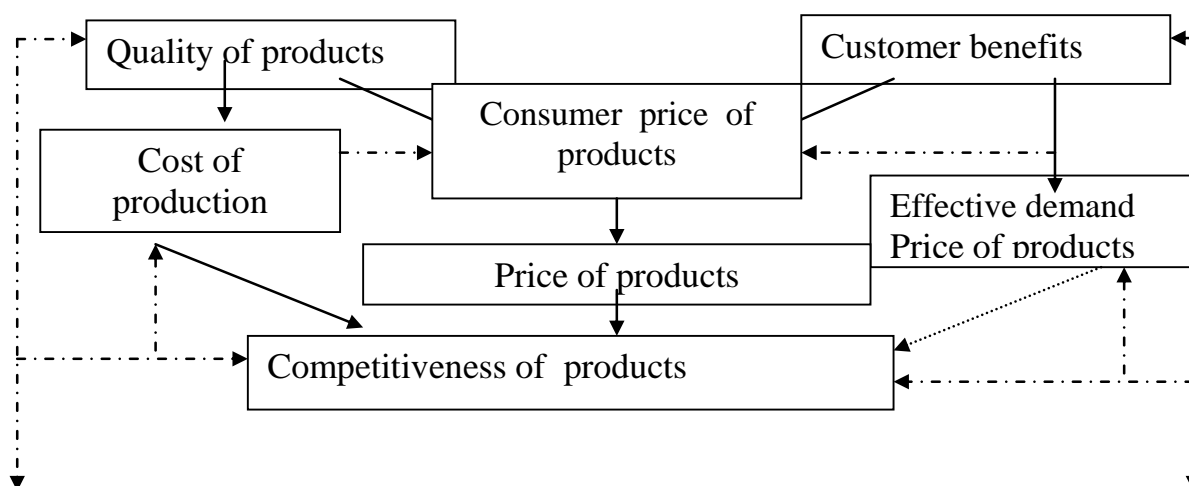 Quality of products
Customer benefits
Consumer price of
products
Cost of
production
Effective demand
Price of products
Price of products
Competitiveness of products